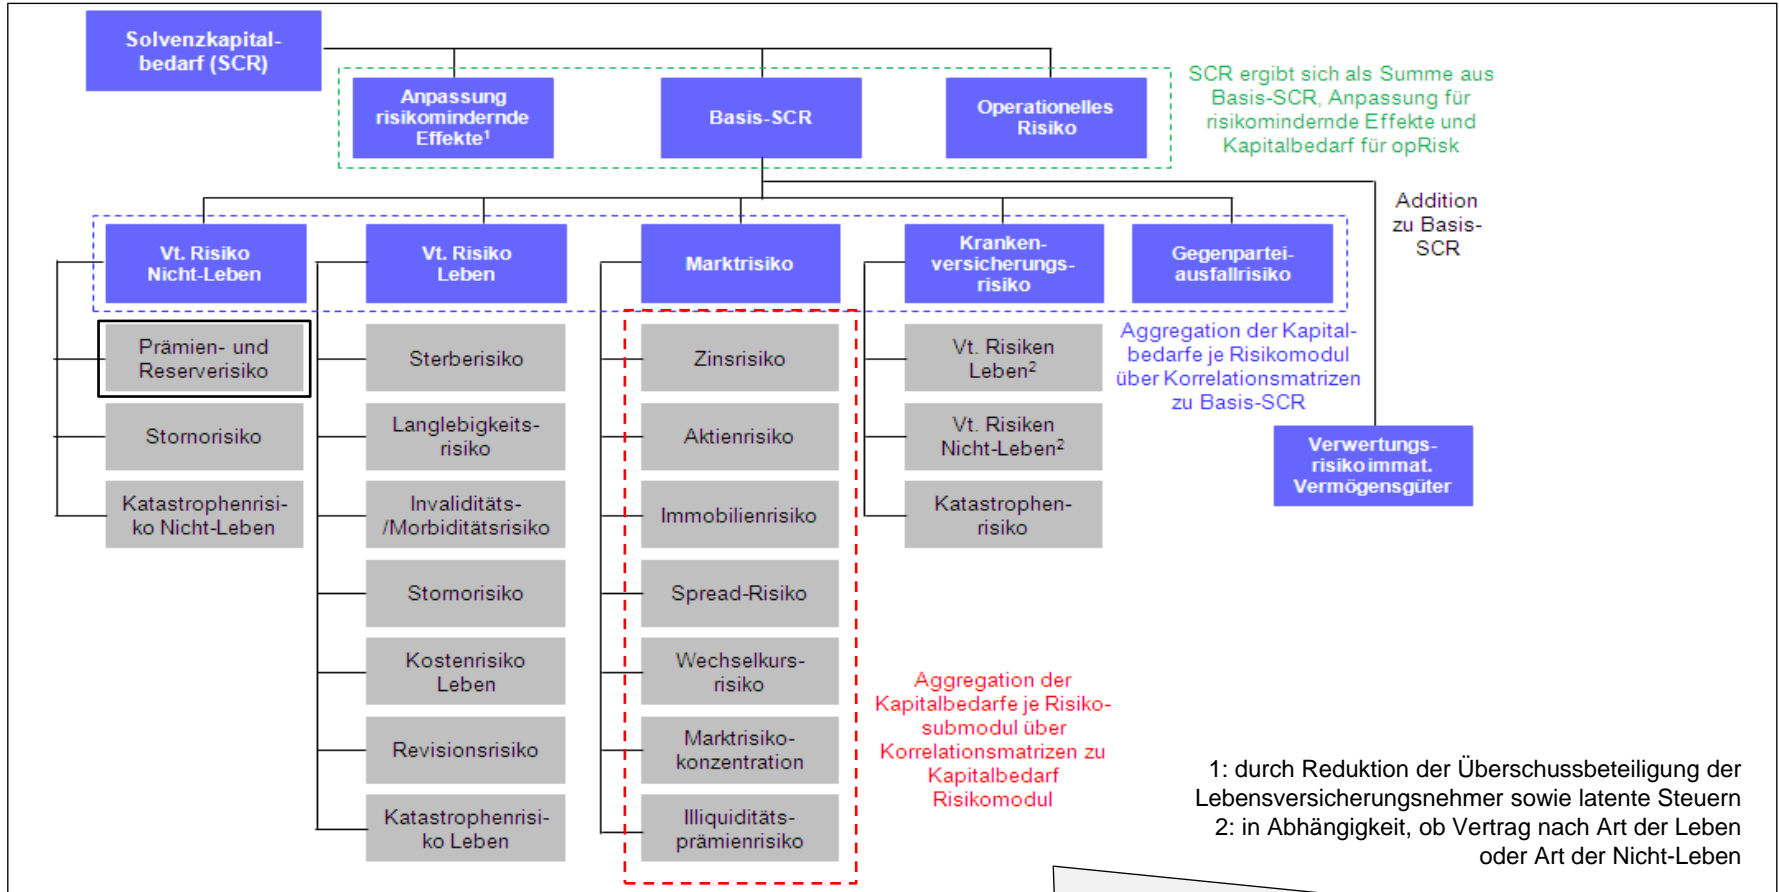 Solvenzkapital-
bedarf (SCR)
Anpassung
risikomindernde
Effekte¹
Basis-SCR
Operationelles
Risiko
SCR ergibt sich als Summe aus
Basis-SCR, Anpassung für
risikomindernde Effekte und
Kapitalbedarf für opRisk
Addition
zu Basis-
SCR
Vt. Risiko
Nicht-Leben
Vt. Risiko
Leben
Marktrisiko
Kranken-
versicherungs-
risiko
Gegenpartei-
ausfallrisiko
Aggregation der Kapital-
bedarfe je Risikomodul
über Korrelationsmatrizen
zu Basis-SCR
Verwertungs-
risiko immat.
Vermögensgüter
Prämien- und
Reserverisiko
Stornorisiko
Katastrophenrisi-
ko Nicht-Leben
Sterberisiko
Langlebigkeits-
risiko
Invaliditäts-
/Morbiditätsrisiko
Stornorisiko
Kostenrisiko
Leben
Revisionsrisiko
Katastrophenrisi-
ko Leben
Zinsrisiko
Aktienrisiko
Immobilienrisiko
Spread-Risiko
Wechselkurs-
risiko
Marktrisiko-
konzentration
Illiquiditäts-
prämienrisiko
Vt. Risiken
Leben²
Vt. Risiken
Nicht-Leben²
Katastrophen-
risiko
Aggregation der
Kapitalbedarfe je Risiko-
submodul über
Korrelationsmatrizen zu
Kapitalbedarf
Risikomodul
1: durch Reduktion der Überschussbeteiligung der
Lebensversicherungsnehmer sowie latente Steuern
2: in Abhängigkeit, ob Vertrag nach Art der Leben
oder Art der Nicht-Leben